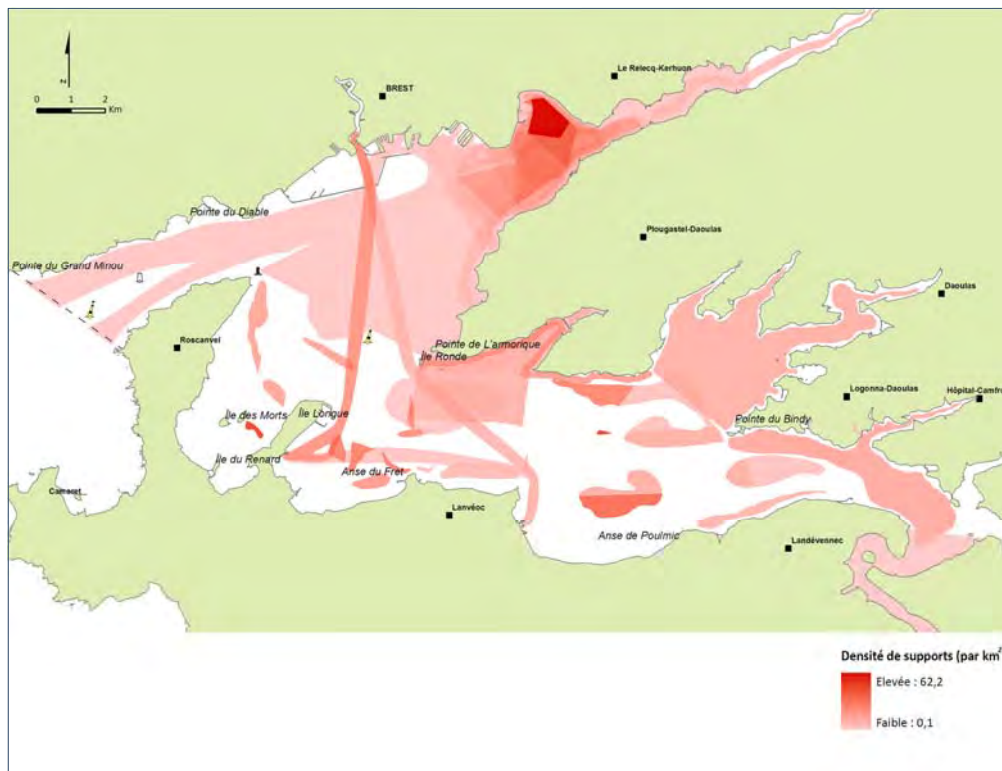 z
0 1 2
Km
BREST
Le Relecq-Kerhuon
Pointe du Diable
Plougastel-Daoulas
Pointe du Grand Minou
Daoulas
Roscanvel
Pointe de L'armorique
Île Ronde
Logonna-Daoulas
Hôpital-Camfr
Île des Morts
Île Longue
Pointe du Bindy
Île du Renard
Anse du Fret
Camaret
Lanvéoc
Anse de Poulmic
Landévennec
Densité de supports (par km²
Elevée : 62,2
Faible : 0,1